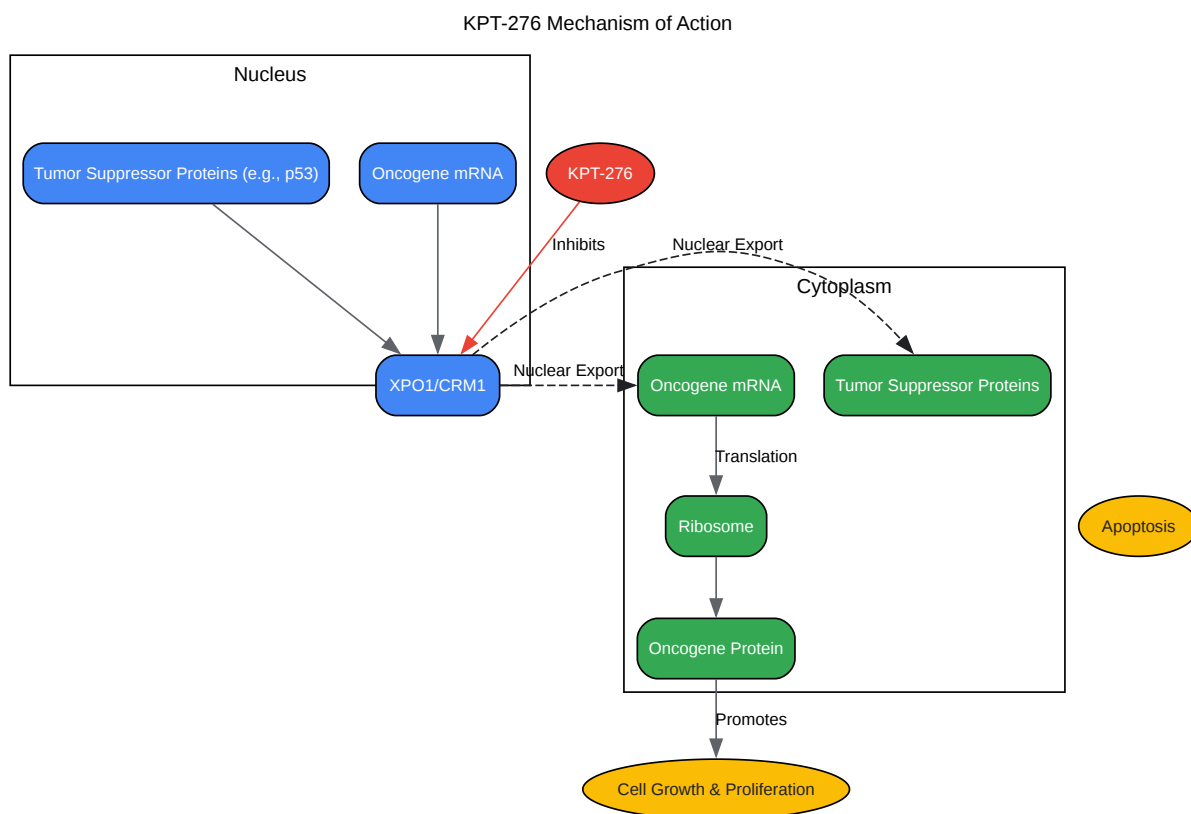 KPT-276 Mechanism of Action
Nucleus
Tumor Suppressor Proteins (e.g., p53)
Oncogene mRNA
KPT-276
Inhibits
Nuclear Export
Cytoplasm
XPO1/CRM1
Nuclear Export
Oncogene mRNA
Tumor Suppressor Proteins
Translation
Ribosome
Apoptosis
Oncogene Protein
Promotes
Cell Growth & Proliferation